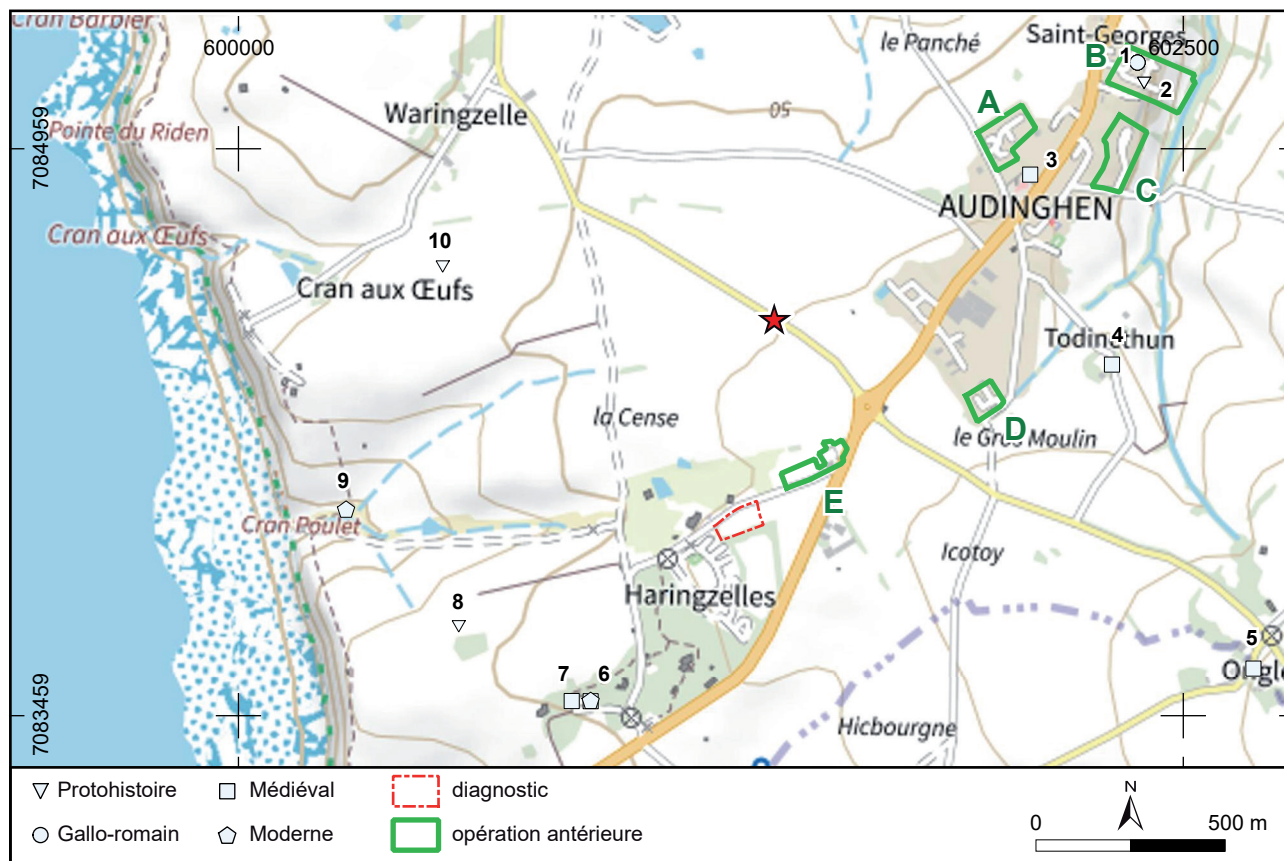 Cran Barbier
600000
le Panché
Saint-Georges
602500
B
1
2
Waringzelle
50
A
Pointe du Riden
7084959
3
C
AUDINGHEN
Cran aux Œufs
10
Cran aux Œufs
4
Todinethun
la Cense
D
le Gros Moulin
9
E
Cran Poulet
Icotoy
Haringzelles
8
5
7
6
7083459
Hicbourgne
Protohistoire
Médiéval
diagnostic
N
Gallo-romain
Moderne
opération antérieure
0
500 m